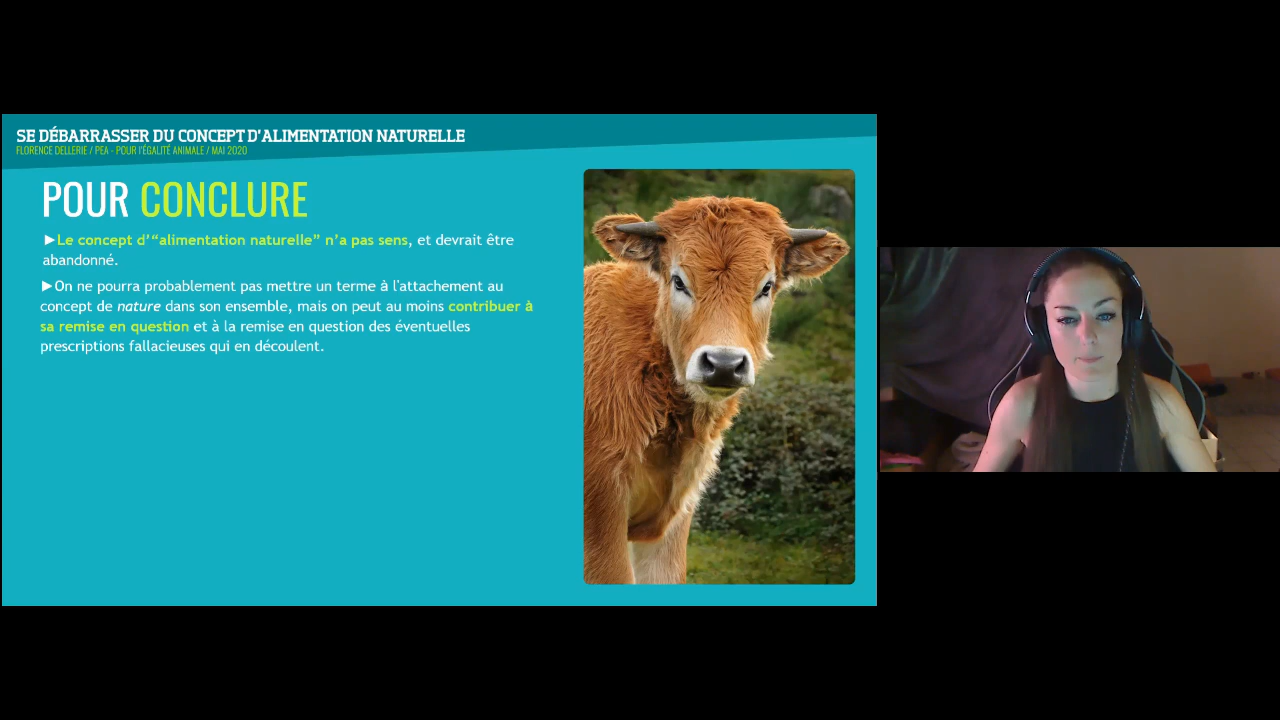 SE DÉBARRASSER DU CONCEPT D'ALIMENTATION NATURELLE
FLORENCE DELLERIE / PEA - POUR L'ÉGALITÉ ANIMALE / MAI 2020
POUR CONCLURE
►Le concept d'“alimentation naturelle” n'a pas sens, et devrait être
abandonné.
►On ne pourra probablement pas mettre un terme à l'attachement au
concept de nature dans son ensemble, mais on peut au moins contribuer à
sa remise en question et à la remise en question des éventuelles
prescriptions fallacieuses qui en découlent.